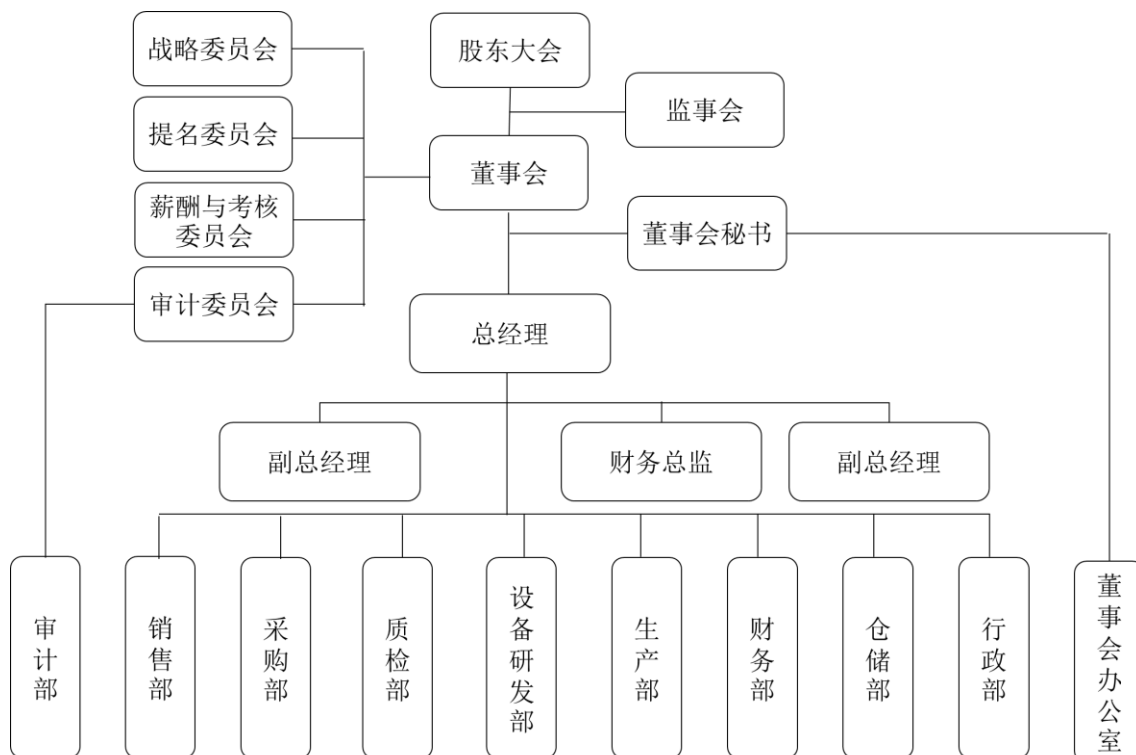 战略委员会
股东大会
提名委员会
监事会
董事会
薪酬与考核
委员会
董事会秘书
审计委员会
总经理
副总经理
财务总监
副总经理
审计部
销售部
采购部
质检部
设备研发部
生产部
财务部
仓储部
行政部
董事会办公室